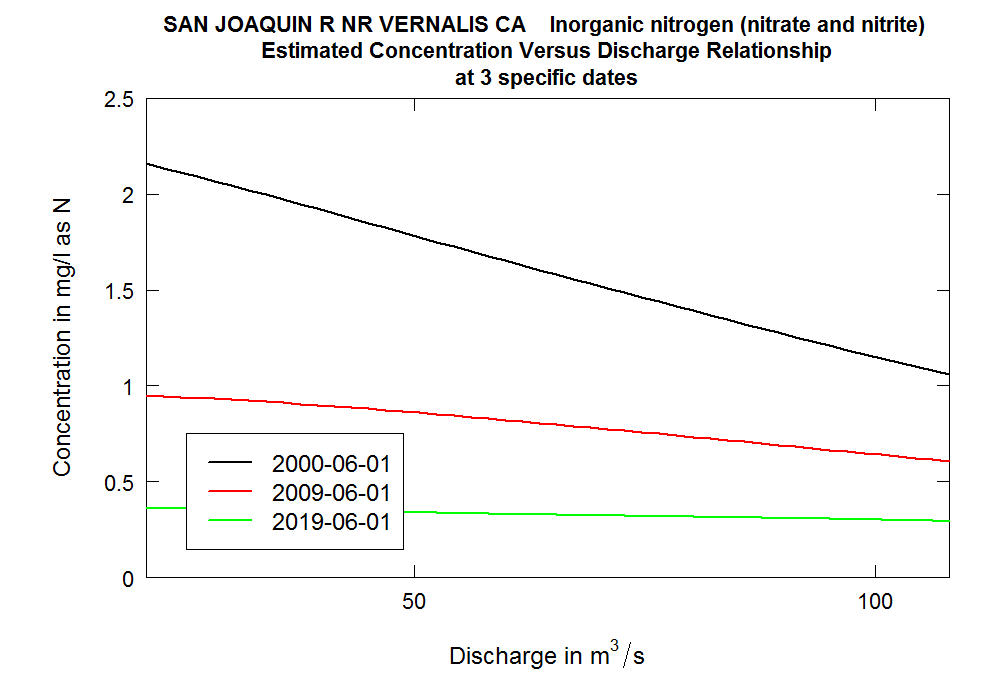 SAN JOAQUIN R NR VERNALIS CA Inorganic nitrogen (nitrate and nitrite)
Estimated Concentration Versus Discharge Relationship
at 3 specific dates
2.5
2
1.5
1
0.5
0
Concentration in mg/l as N
2000-06-01
2009-06-01
2019-06-01
50 100
Discharge in m³/s